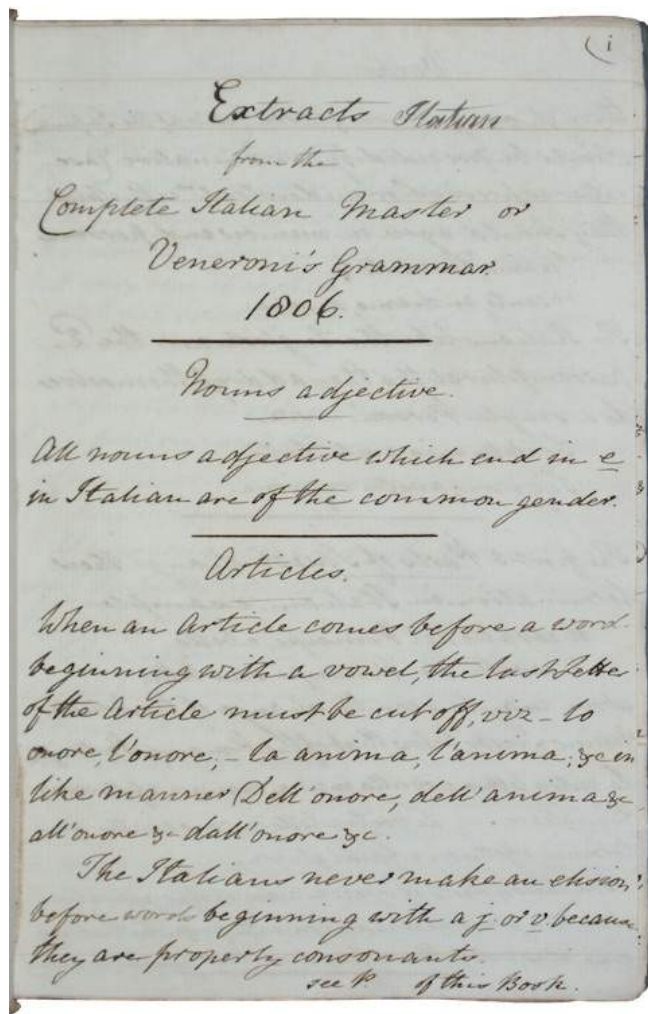 (i
Extracts Italian
from the
Complete Italian Master or
Veneroni's Grammar.
1806.
Nouns adjective.
All nouns adjective which end in e
in Italian are of the common gender.
Articles.
When an Article comes before a word
beginning with a vowel, the last letter
of the Article must be cut off, viz - lo
onore, l'onore, - la anima, l'anima, &c in
like manner Dell'onore, dell'anima &c
all'onore &c dall'onore &c.
The Italians never make an elision
before words beginning with a j. or v. because
they are properly consonants.
see P of this Book.